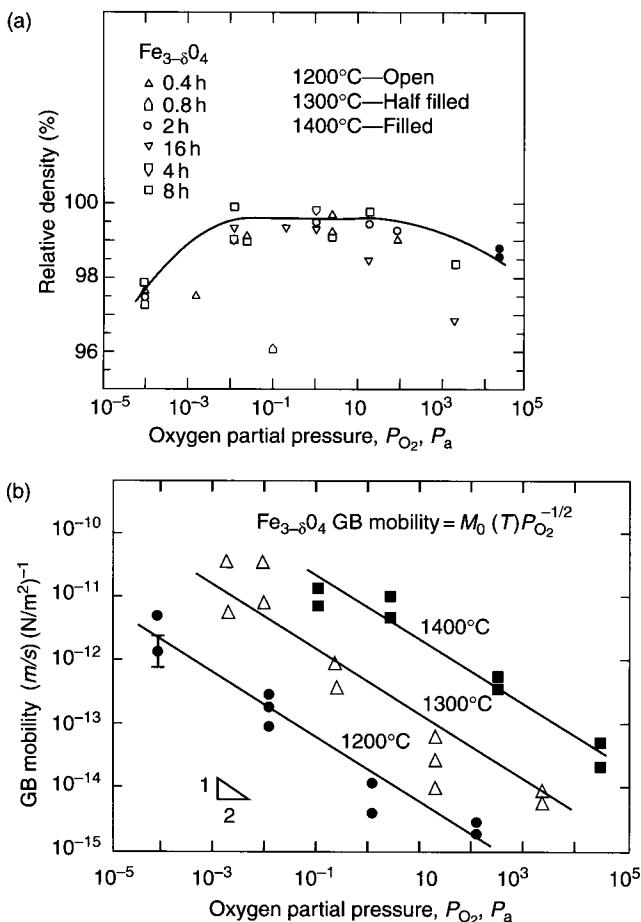 (a)
Fe₃₋δ0₄
0.4 h
0.8 h
2 h
16 h
4 h
8 h
1200°C—Open
1300°C—Half filled
1400°C—Filled
Relative density (%)
100
98
96
10⁻⁵ 10⁻³ 10⁻¹ 10 10³ 10⁵
Oxygen partial pressure, P_O₂, Pₐ
(b)
Fe₃₋δ0₄ GB mobility = M₀ (T)P_O₂^−1/2
GB mobility (m/s) (N/m²)⁻¹
10⁻¹⁰
10⁻¹¹
10⁻¹²
10⁻¹³
10⁻¹⁴
10⁻¹⁵
1400°C
1300°C
1200°C
1
2
10⁻⁵ 10⁻³ 10⁻¹ 10 10³ 10⁵
Oxygen partial pressure, P_O₂, Pₐ